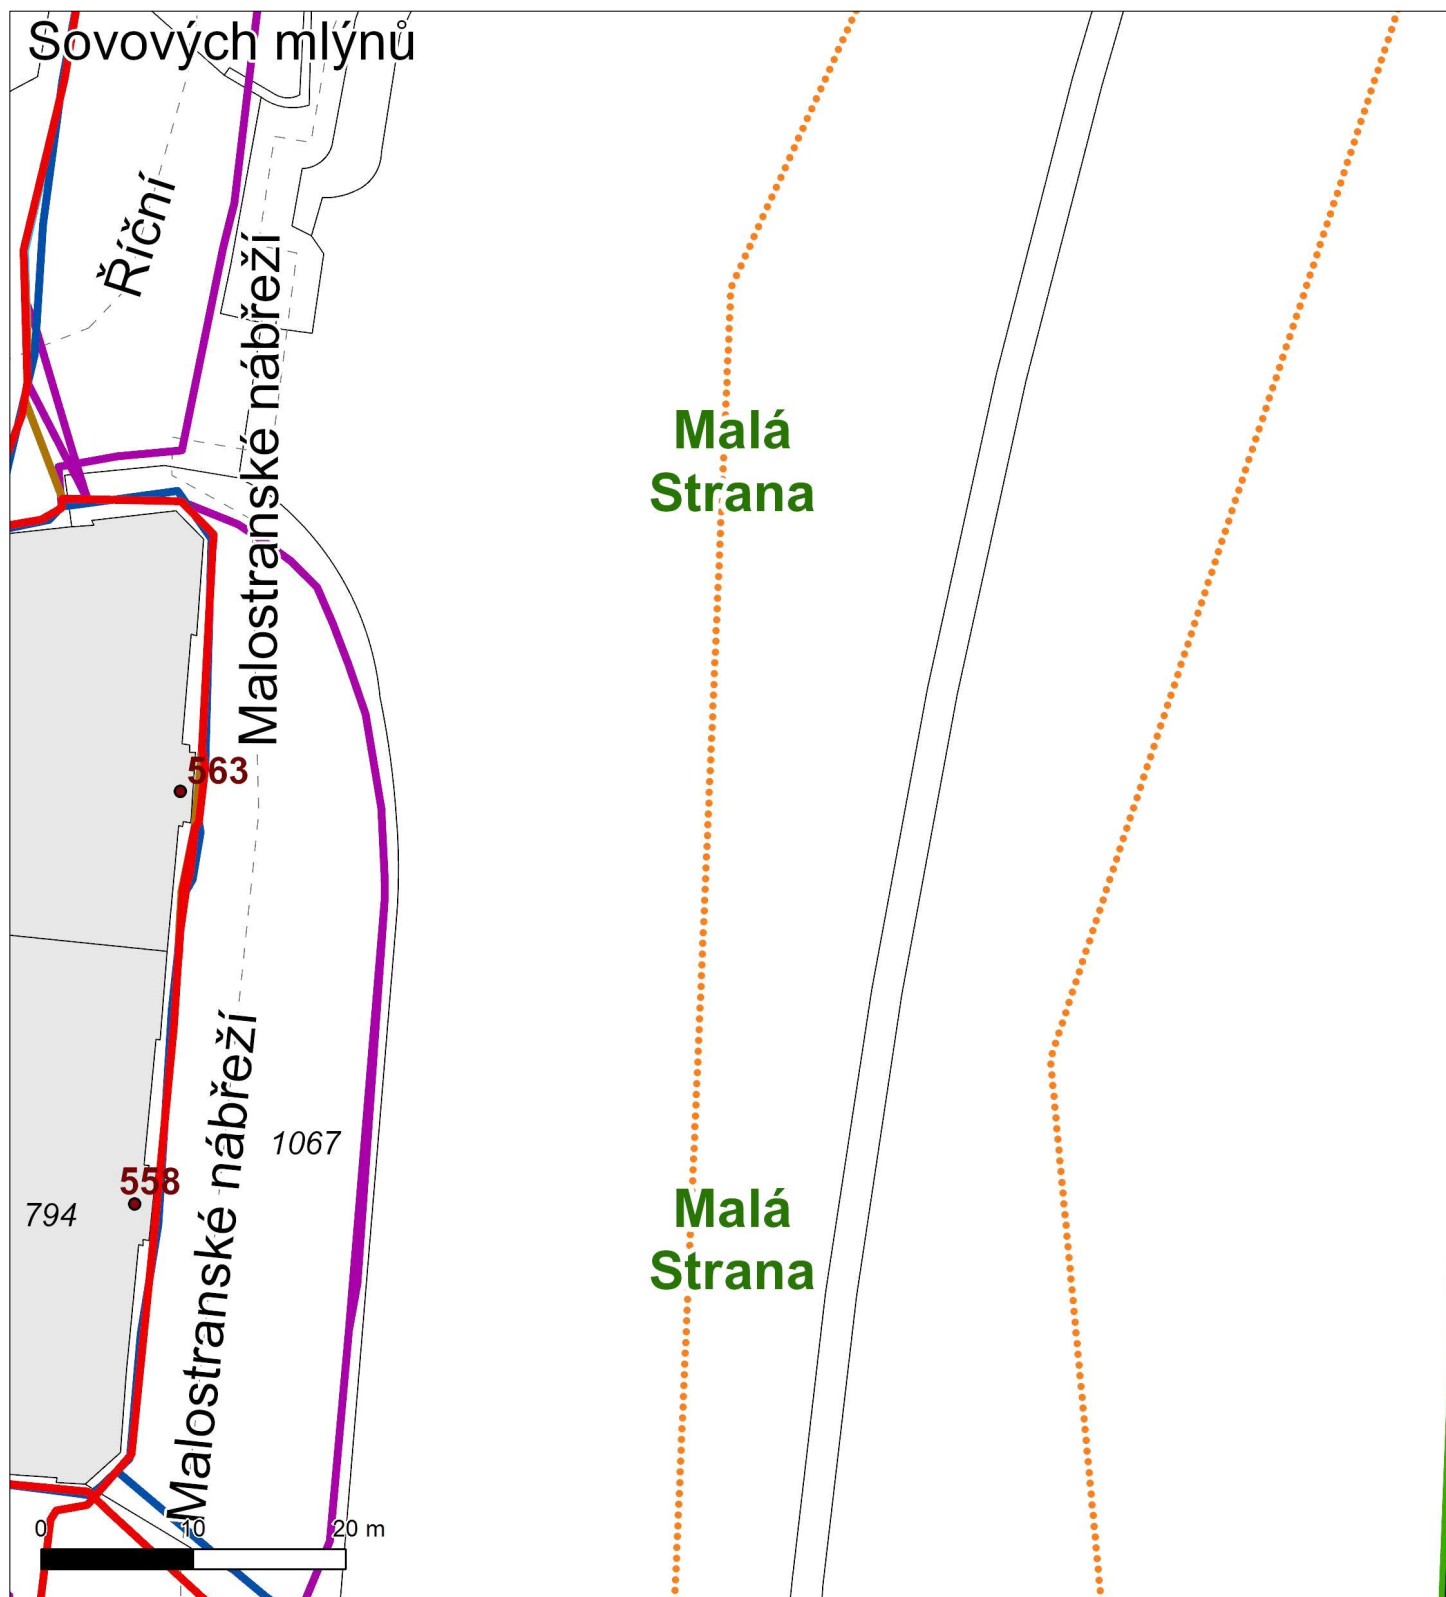 Sovových mlýnů
Říční
Malostranské nábřeží
Malá
Strana
563
Malostranské nábřeží
1067
558
794
Malá
Strana
0 10 20 m